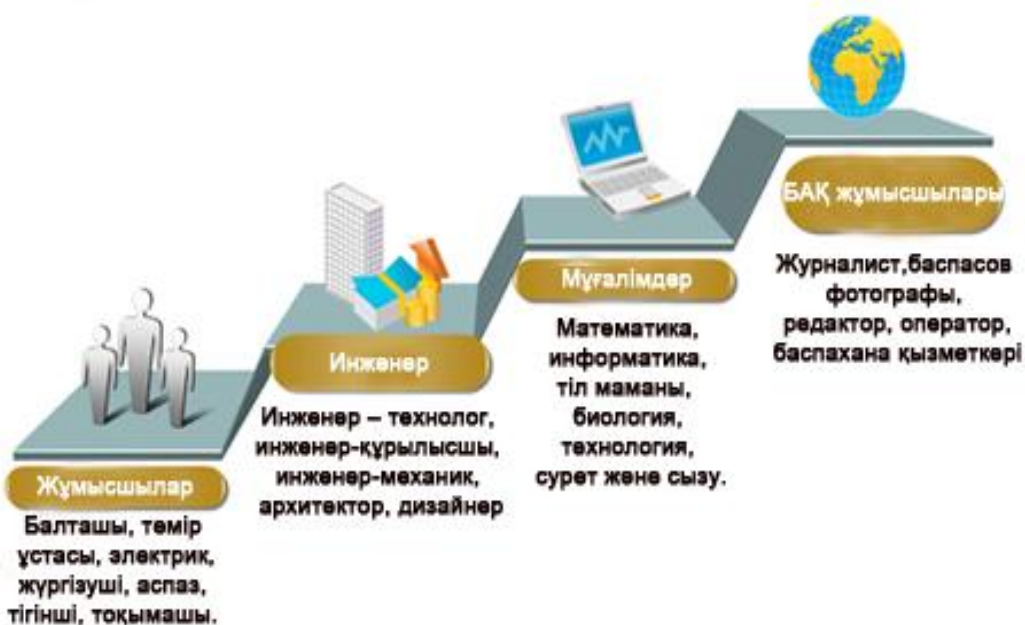 Жұмысшылар
Балташы, темір
ұстасы, электрик,
жүргізуші, аспаз,
тігінші, тоқымашы.
Инженер
Инженер – технолог,
инженер-құрылысшы,
инженер-механик,
архитектор, дизайнер
Мұғалімдер
Математика,
информатика,
тіл маманы,
биология,
технология,
сурет және сызу.
БАҚ жұмысшылары
Журналист,баспасов
фотографы,
редактор, оператор,
баспахана қызметкері